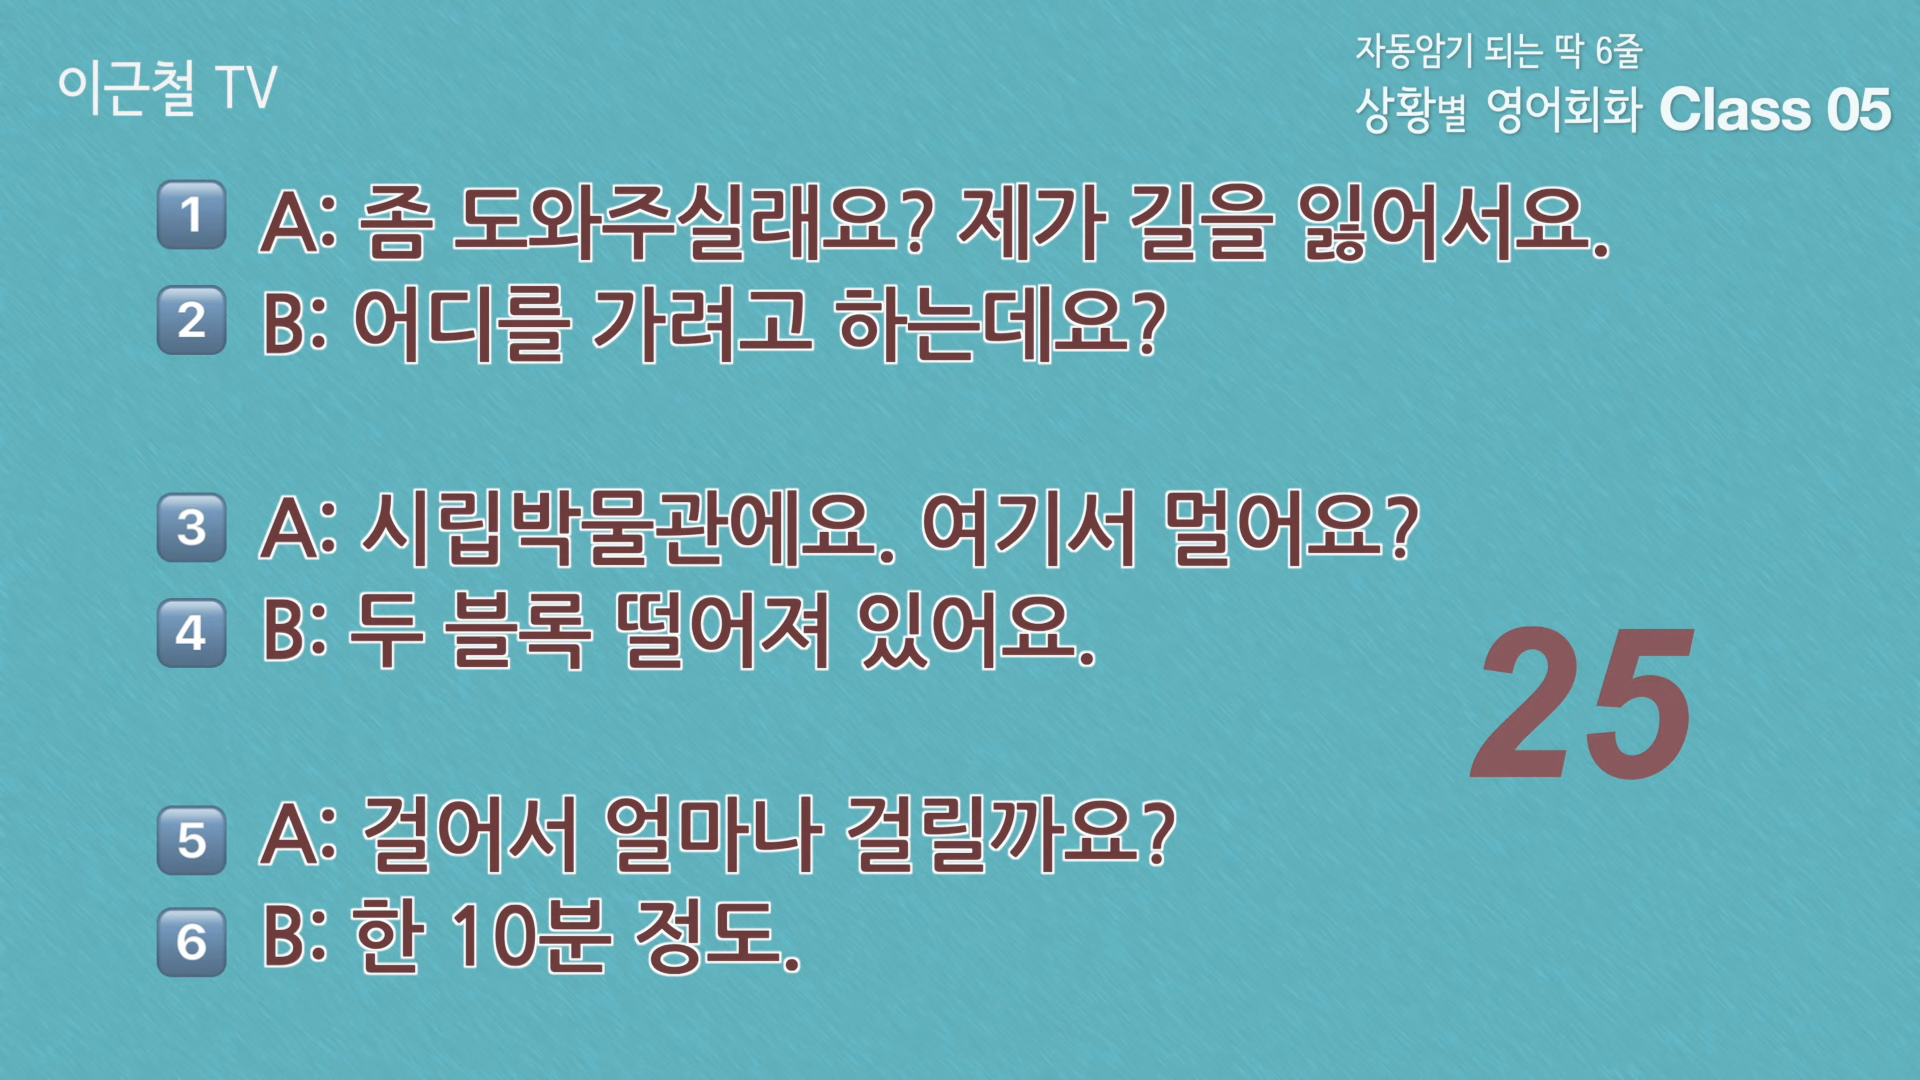 이근철 TV
자동암기 되는 딱 6줄
상황별 영어회화 Class 05
1 A: 좀 도와주실래요? 제가 길을 잃어서요.
2 B: 어디를 가려고 하는데요?
3 A: 시립박물관에요. 여기서 멀어요?
4 B: 두 블록 떨어져 있어요.
25
5 A: 걸어서 얼마나 걸릴까요?
6 B: 한 10분 정도.